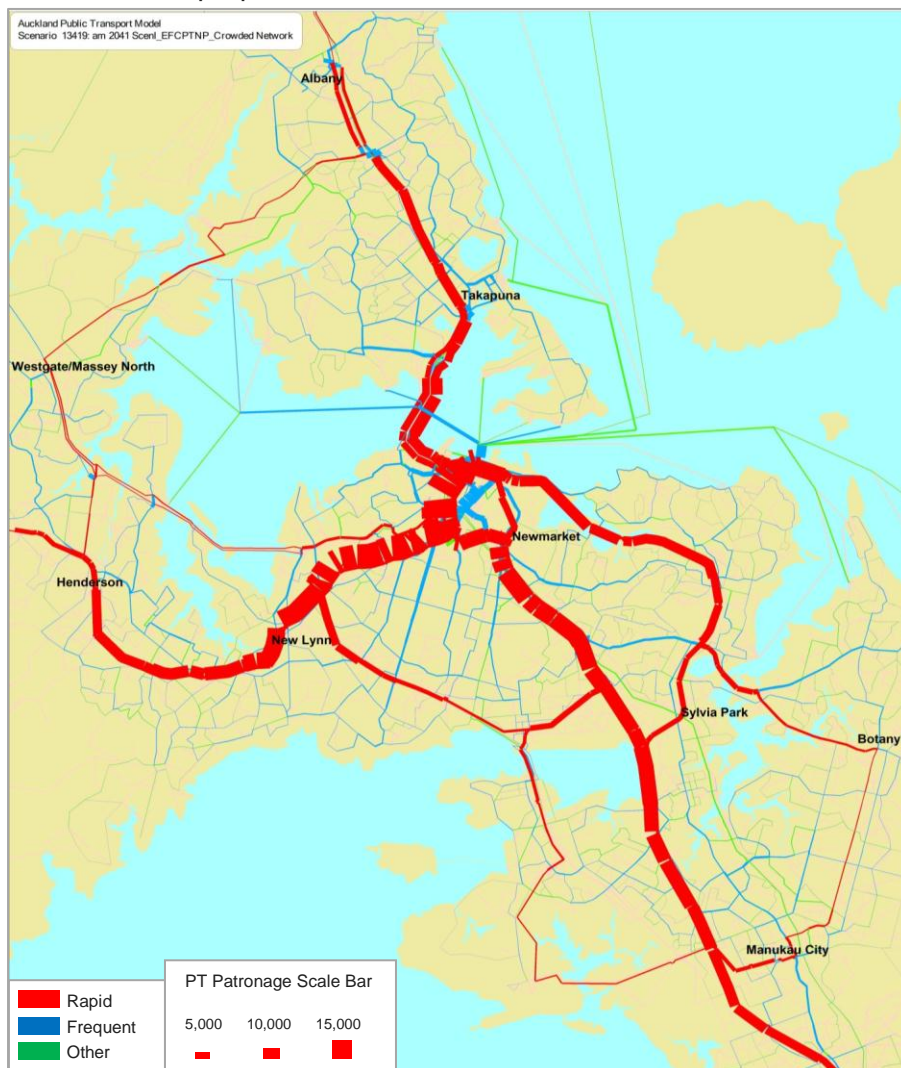 Auckland Public Transport Model
Scenario 13419: am 2041 Scenl_EFCPTNP_Crowded Network
Albany
Takapuna
Westgate/Massey North
Newmarket
Henderson
New Lynn
Sylvia Park
Botany
Manukau City
Rapid
Frequent
Other
PT Patronage Scale Bar
5,000 10,000 15,000